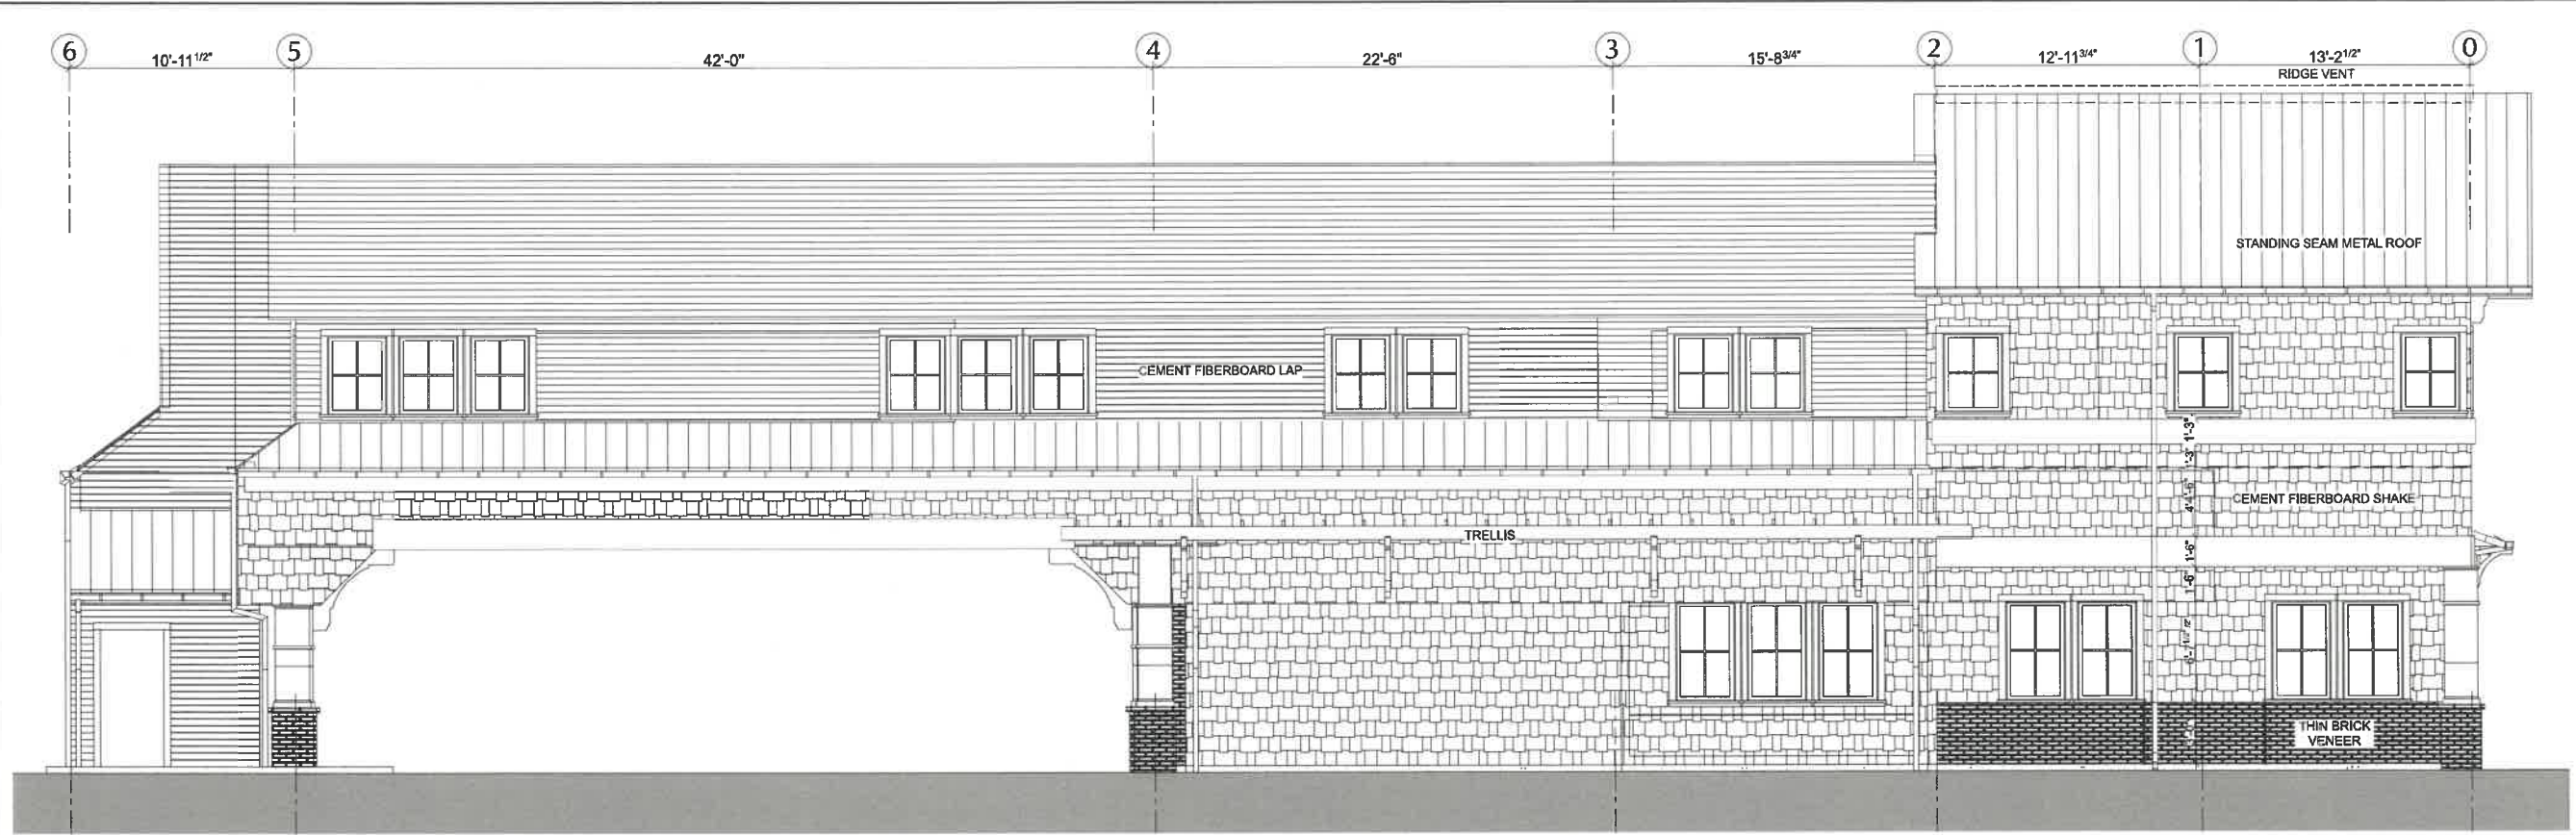 6 5 4 3 2 1 0
10'-11 1/2" 42'-0" 22'-6" 15'-8 3/4" 12'-11 3/4" 13'-2 1/2"
RIDGE VENT
STANDING SEAM METAL ROOF
CEMENT FIBERBOARD LAP
1'-3"
1'-3"
CEMENT FIBERBOARD SHAKE
TRELLIS
1'-6"
1'-6"
THIN BRICK
VENEER